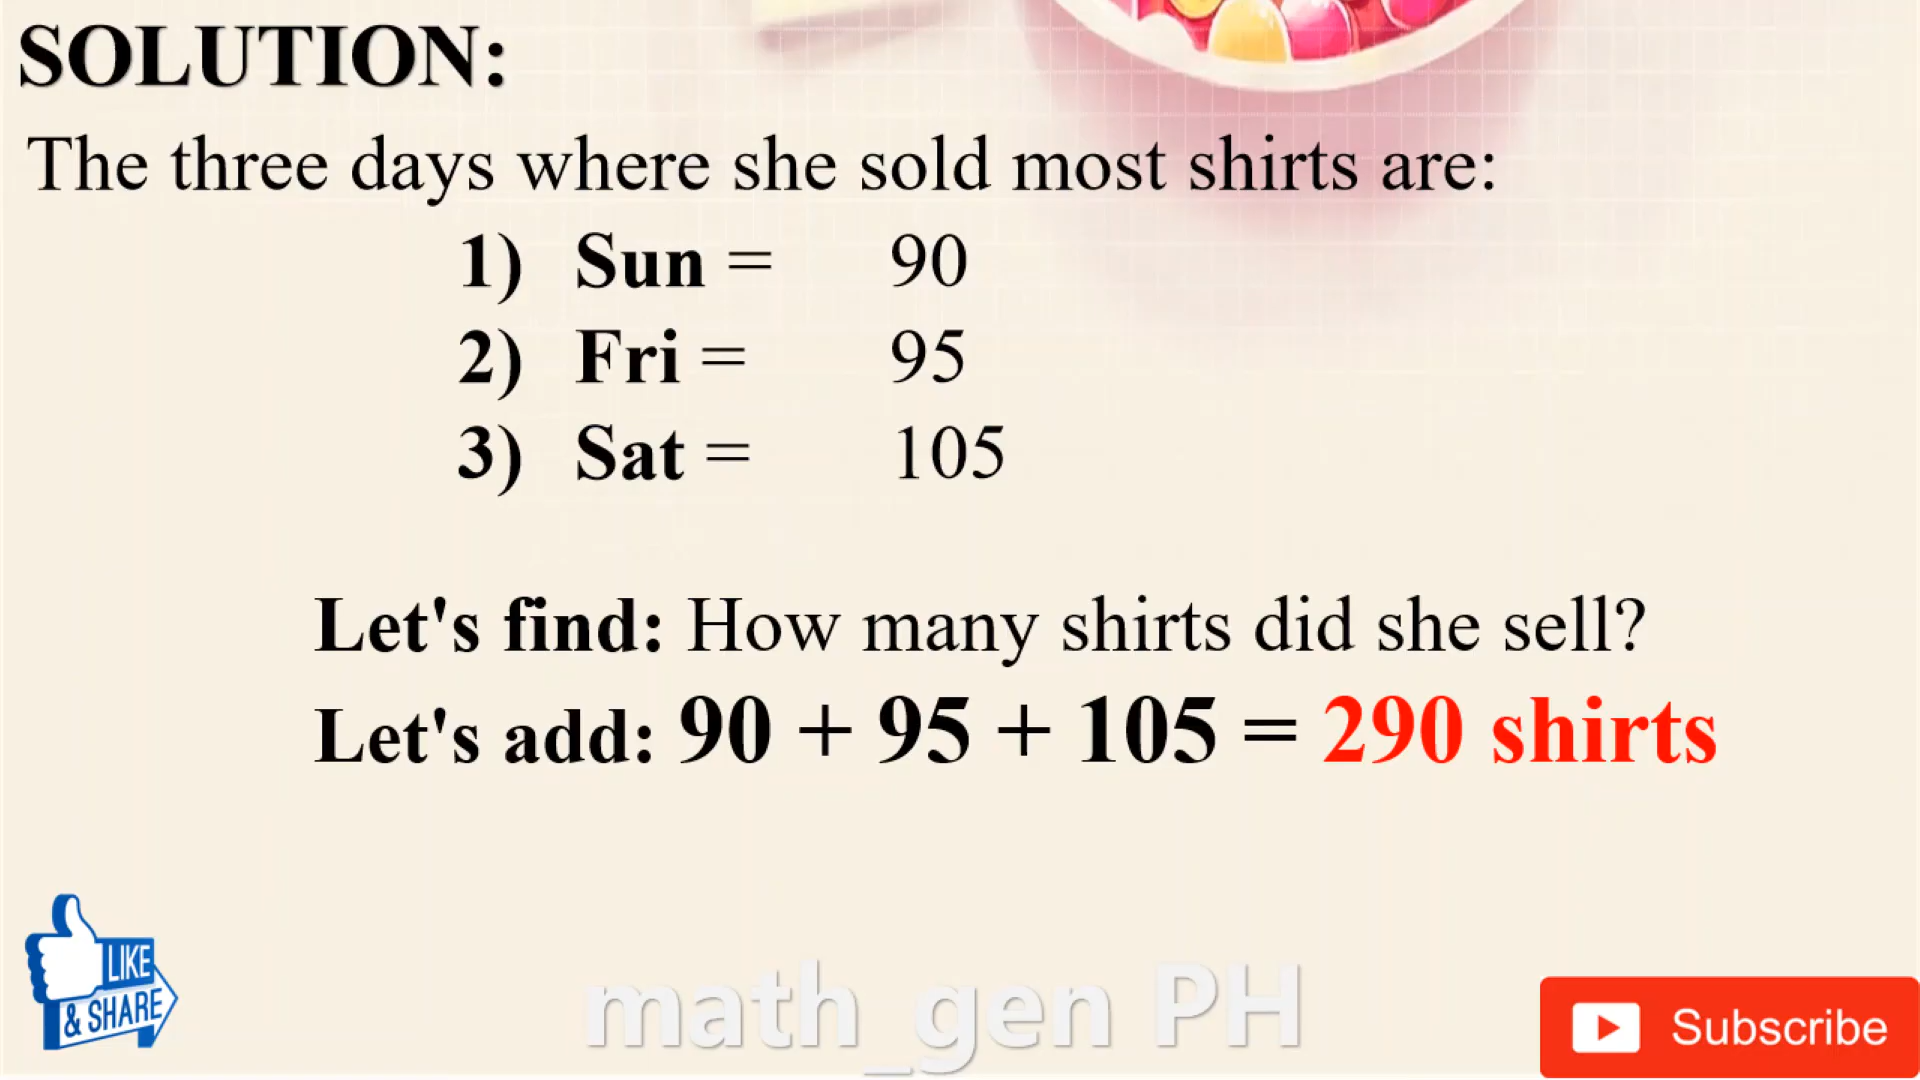 SOLUTION:
The three days where she sold most shirts are:
1) Sun = 90
2) Fri = 95
3) Sat = 105
Let's find: How many shirts did she sell?
Let's add: 90 + 95 + 105 = 290 shirts
LIKE
& SHARE
math_gen PH
Subscribe